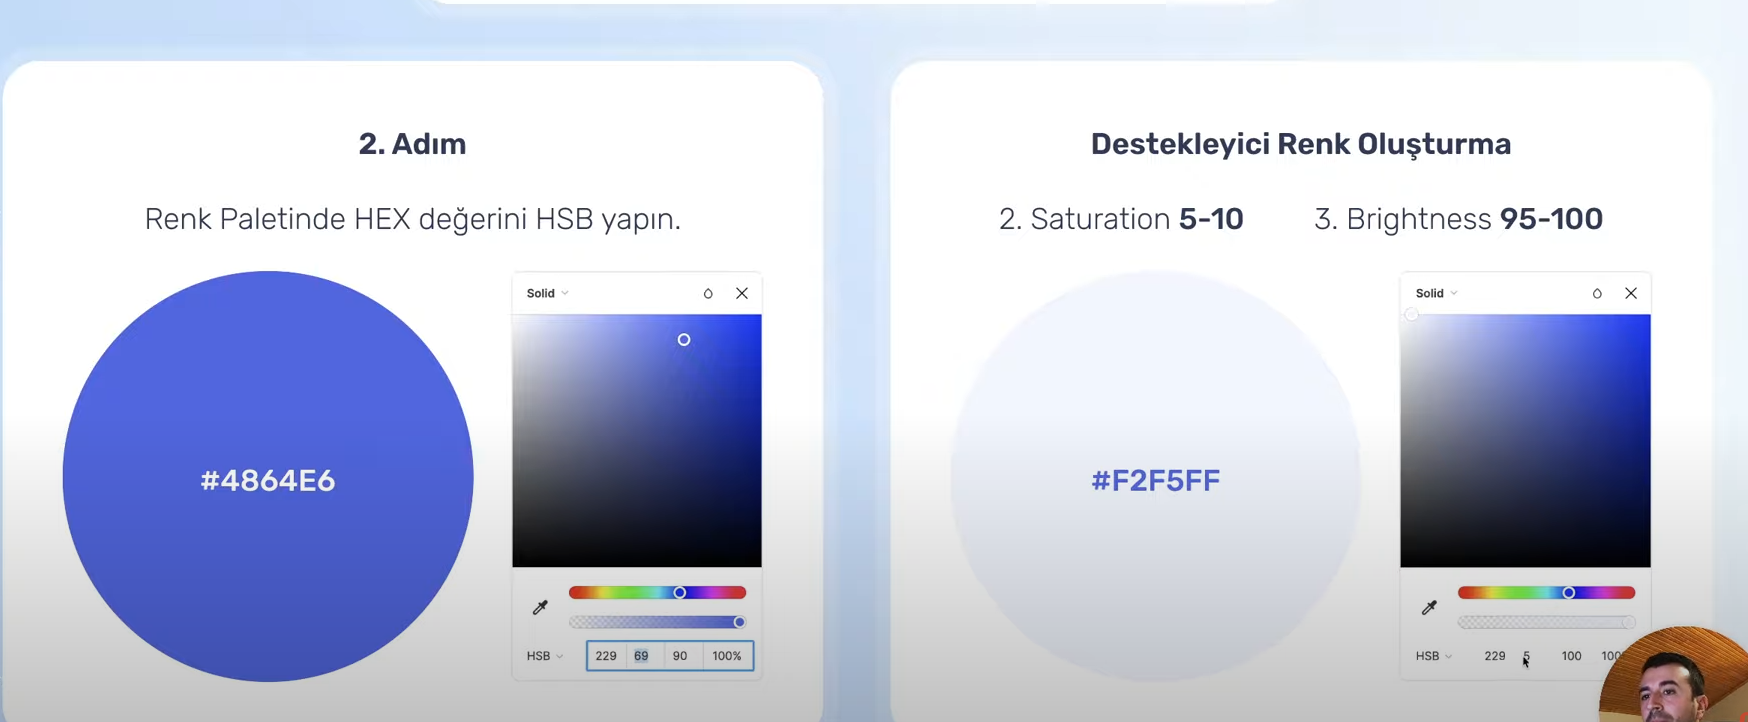 2. Adım
Renk Paletinde HEX değerini HSB yapın.
#4864E6
Solid
HSB 229 69 90 100%
Destekleyici Renk Oluşturma
2. Saturation 5-10 3. Brightness 95-100
#F2F5FF
Solid
HSB 229 5 100